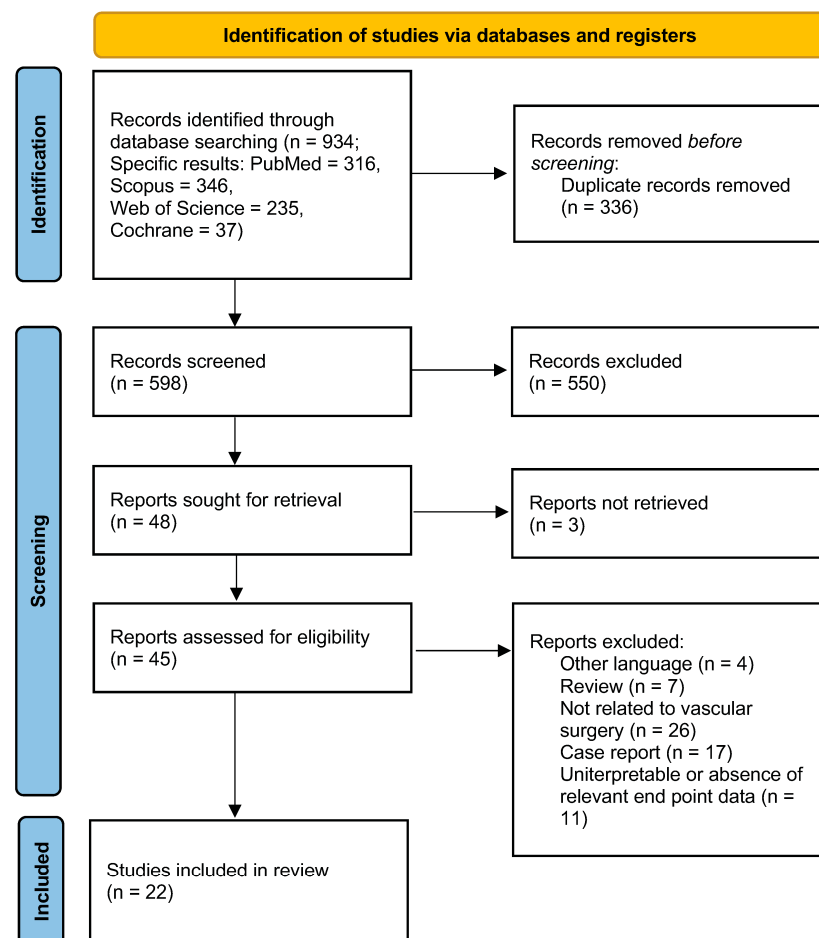 Identification of studies via databases and registers
Identification
Records identified through
database searching (n = 934;
Specific results: PubMed = 316,
Scopus = 346,
Web of Science = 235,
Cochrane = 37)
Records removed before
screening:
Duplicate records removed
(n = 336)
Screening
Records screened
(n = 598)
Records excluded
(n = 550)
Reports sought for retrieval
(n = 48)
Reports not retrieved
(n = 3)
Reports assessed for eligibility
(n = 45)
Reports excluded:
Other language (n = 4)
Review (n = 7)
Not related to vascular
surgery (n = 26)
Case report (n = 17)
Uniterpretable or absence of
relevant end point data (n =
11)
Included
Studies included in review
(n = 22)